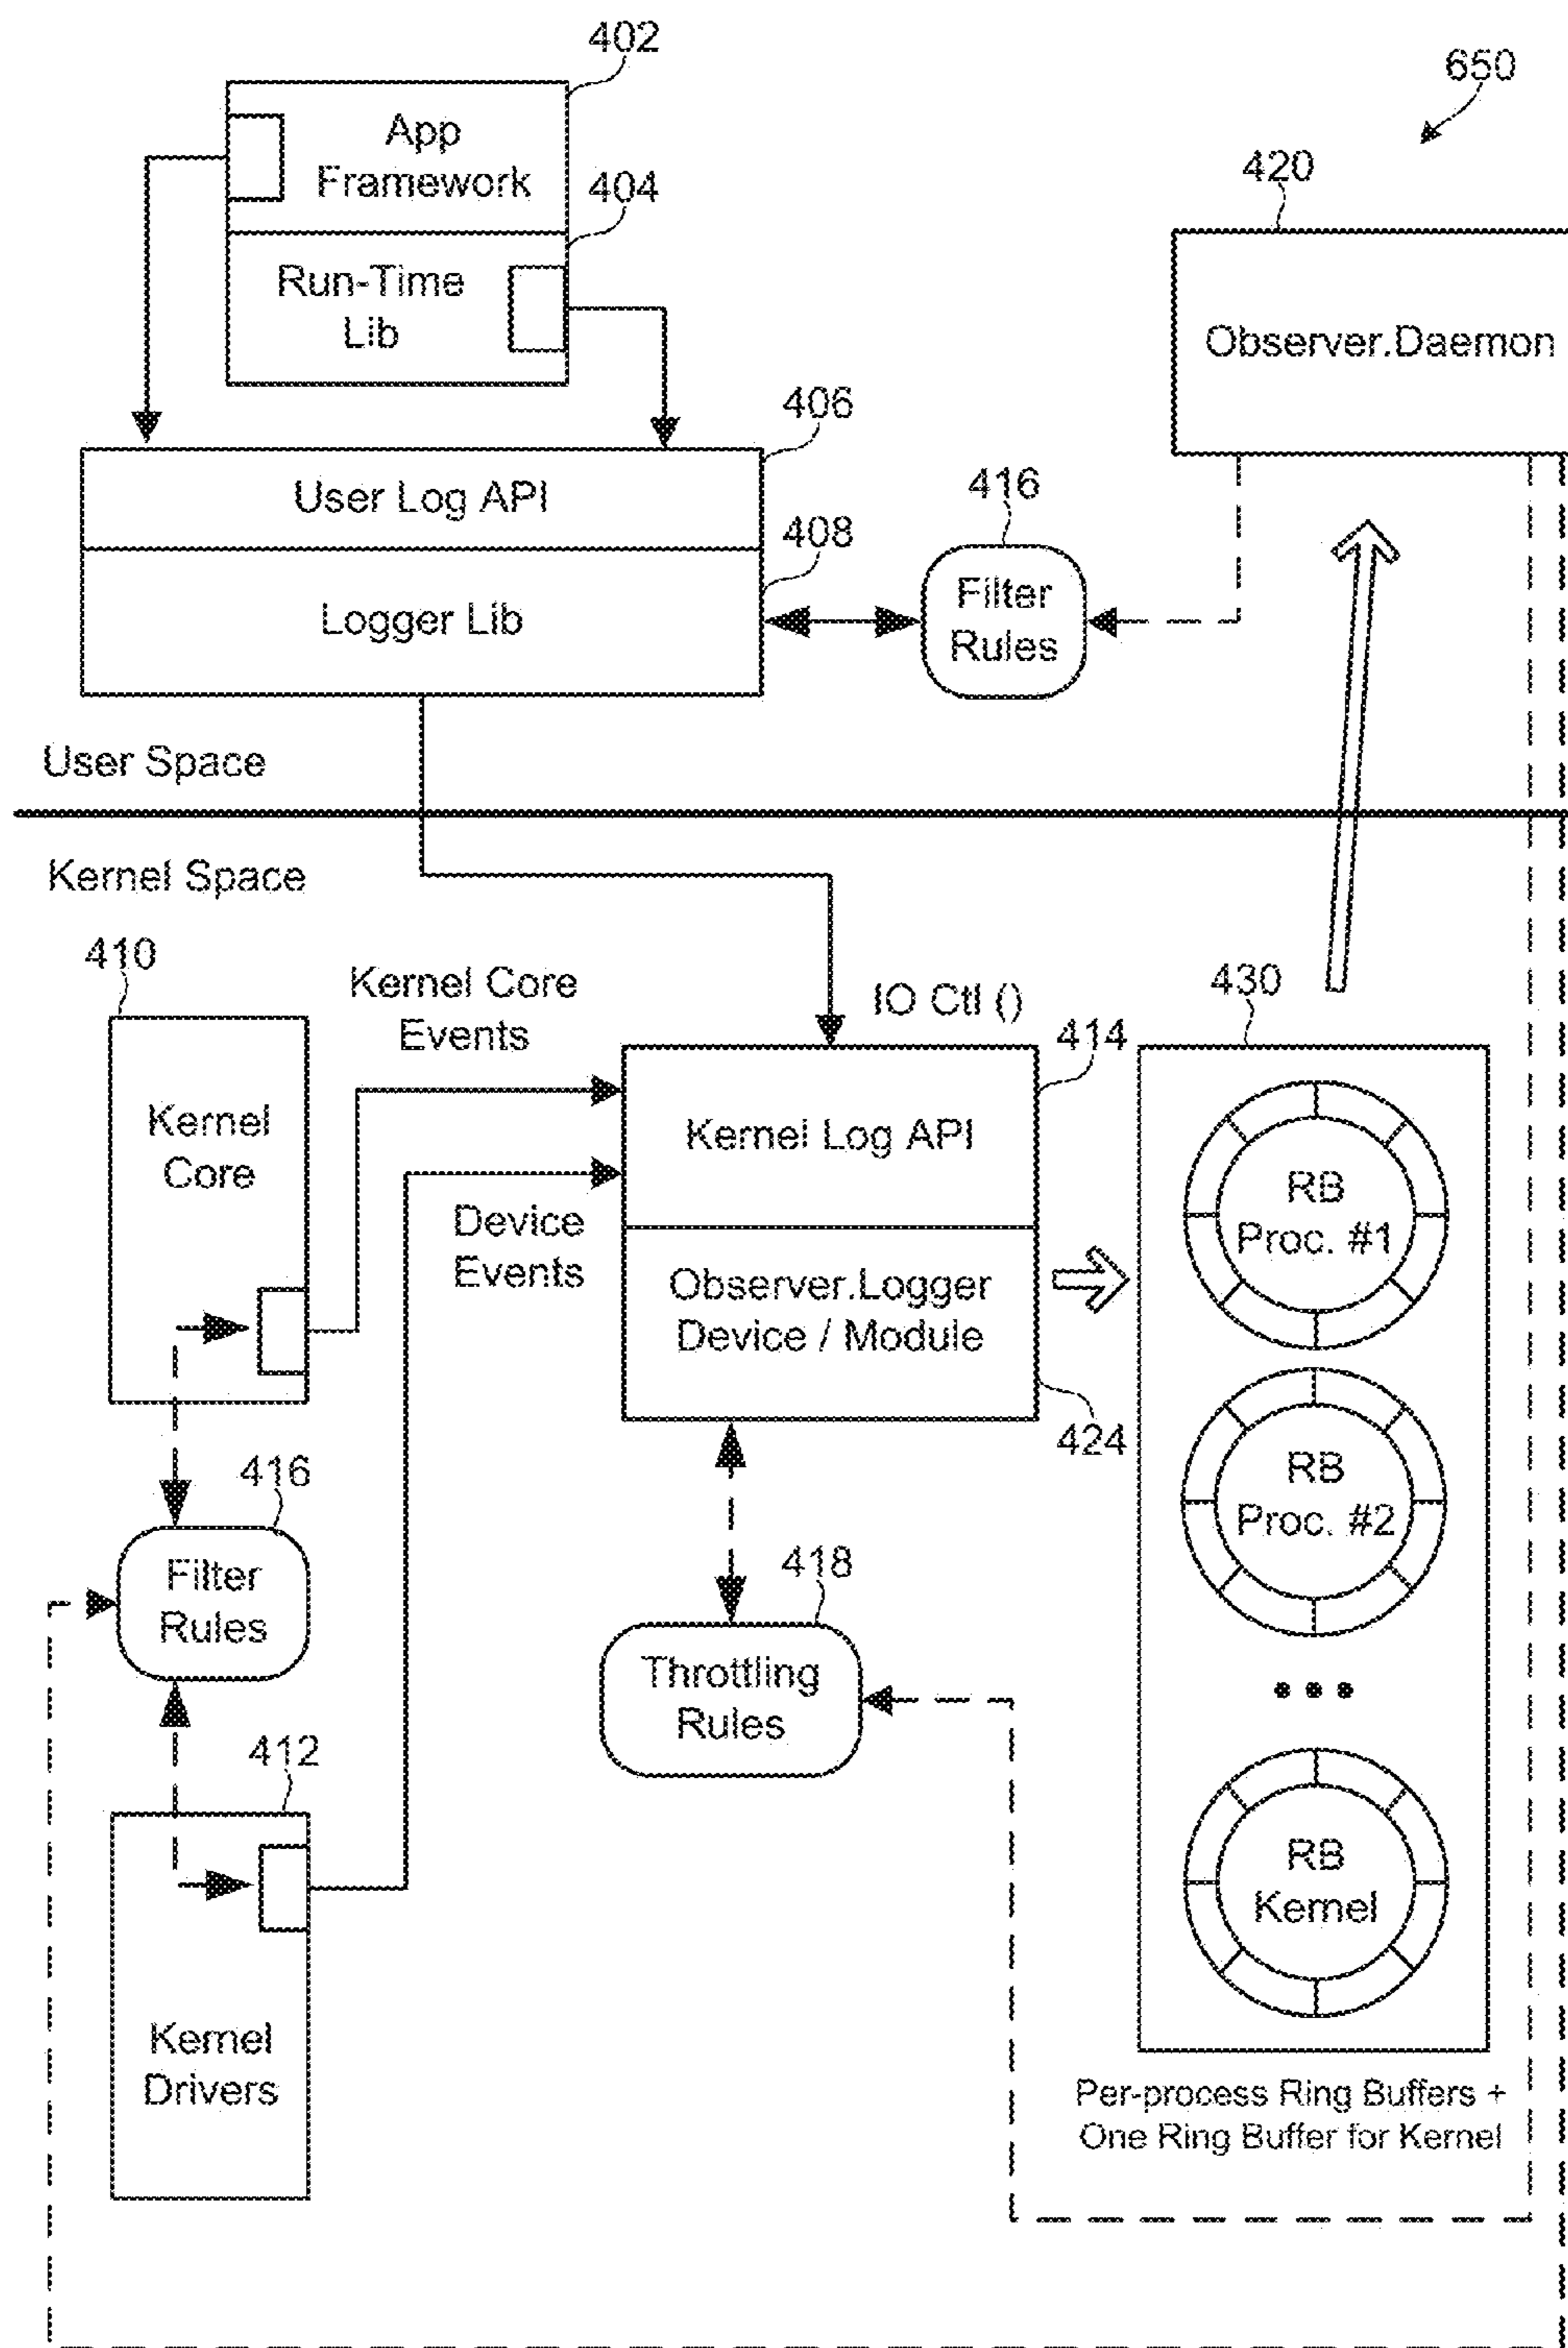 402
650
App
Framework
404
420
Run-Time
Lib
Observer.Daemon
406
User Log API
416
408
Filter
Rules
Logger Lib
User Space
Kernel Space
410
Kernel Core
Events
IO Ctl ()
430
414
Kernel
Core
Kernel Log API
RB
Proc. #1
Device
Events
Observer.Logger
Device / Module
424
RB
Proc. #2
416
Filter
Rules
418
Throttling
Rules
412
RB
Kernel
Kernel
Drivers
Per-process Ring Buffers +
One Ring Buffer for Kernel